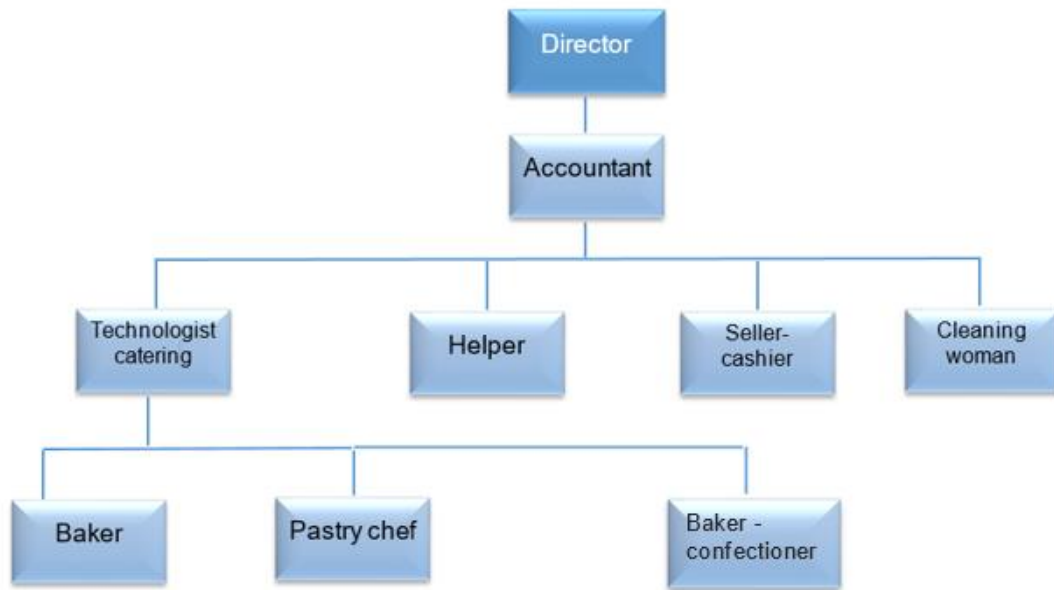 Director
Accountant
Technologist
catering
Helper
Seller-
cashier
Cleaning
woman
Baker
Pastry chef
Baker -
confectioner